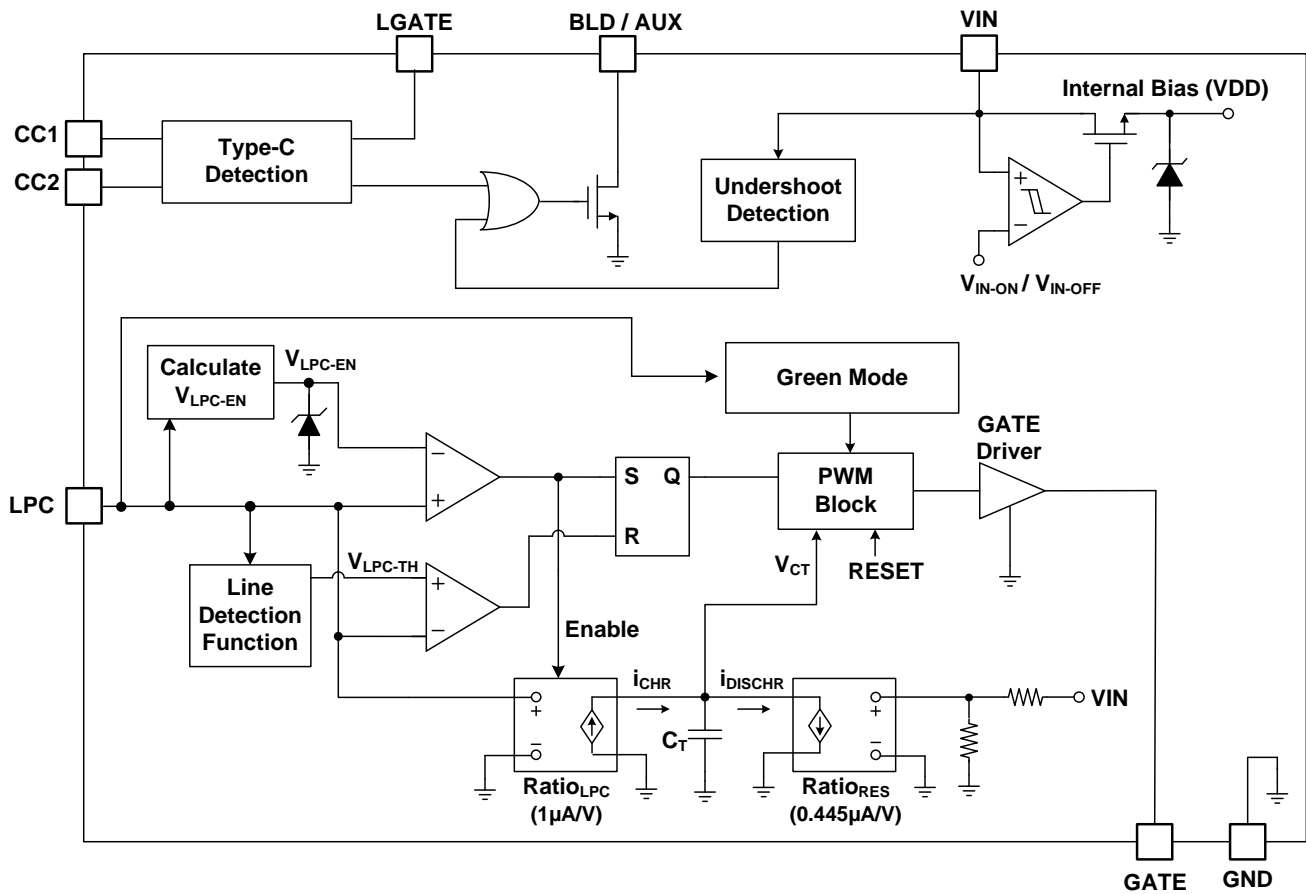 LGATE
BLD / AUX
VIN
Internal Bias (VDD)
CC1
CC2
Type-C
Detection
Undershoot
Detection
+
−
VIN-ON / VIN-OFF
Calculate
VLPC-EN
VLPC-EN
Green Mode
GATE
Driver
−
+
S Q
R
PWM
Block
LPC
VLPC-TH
+
−
Line
Detection
Function
VCT
RESET
Enable
iCHR
iDISCHR
+
−
CT
+
−
VIN
RatioLPC
(1µA/V)
RatioRES
(0.445µA/V)
GATE
GND